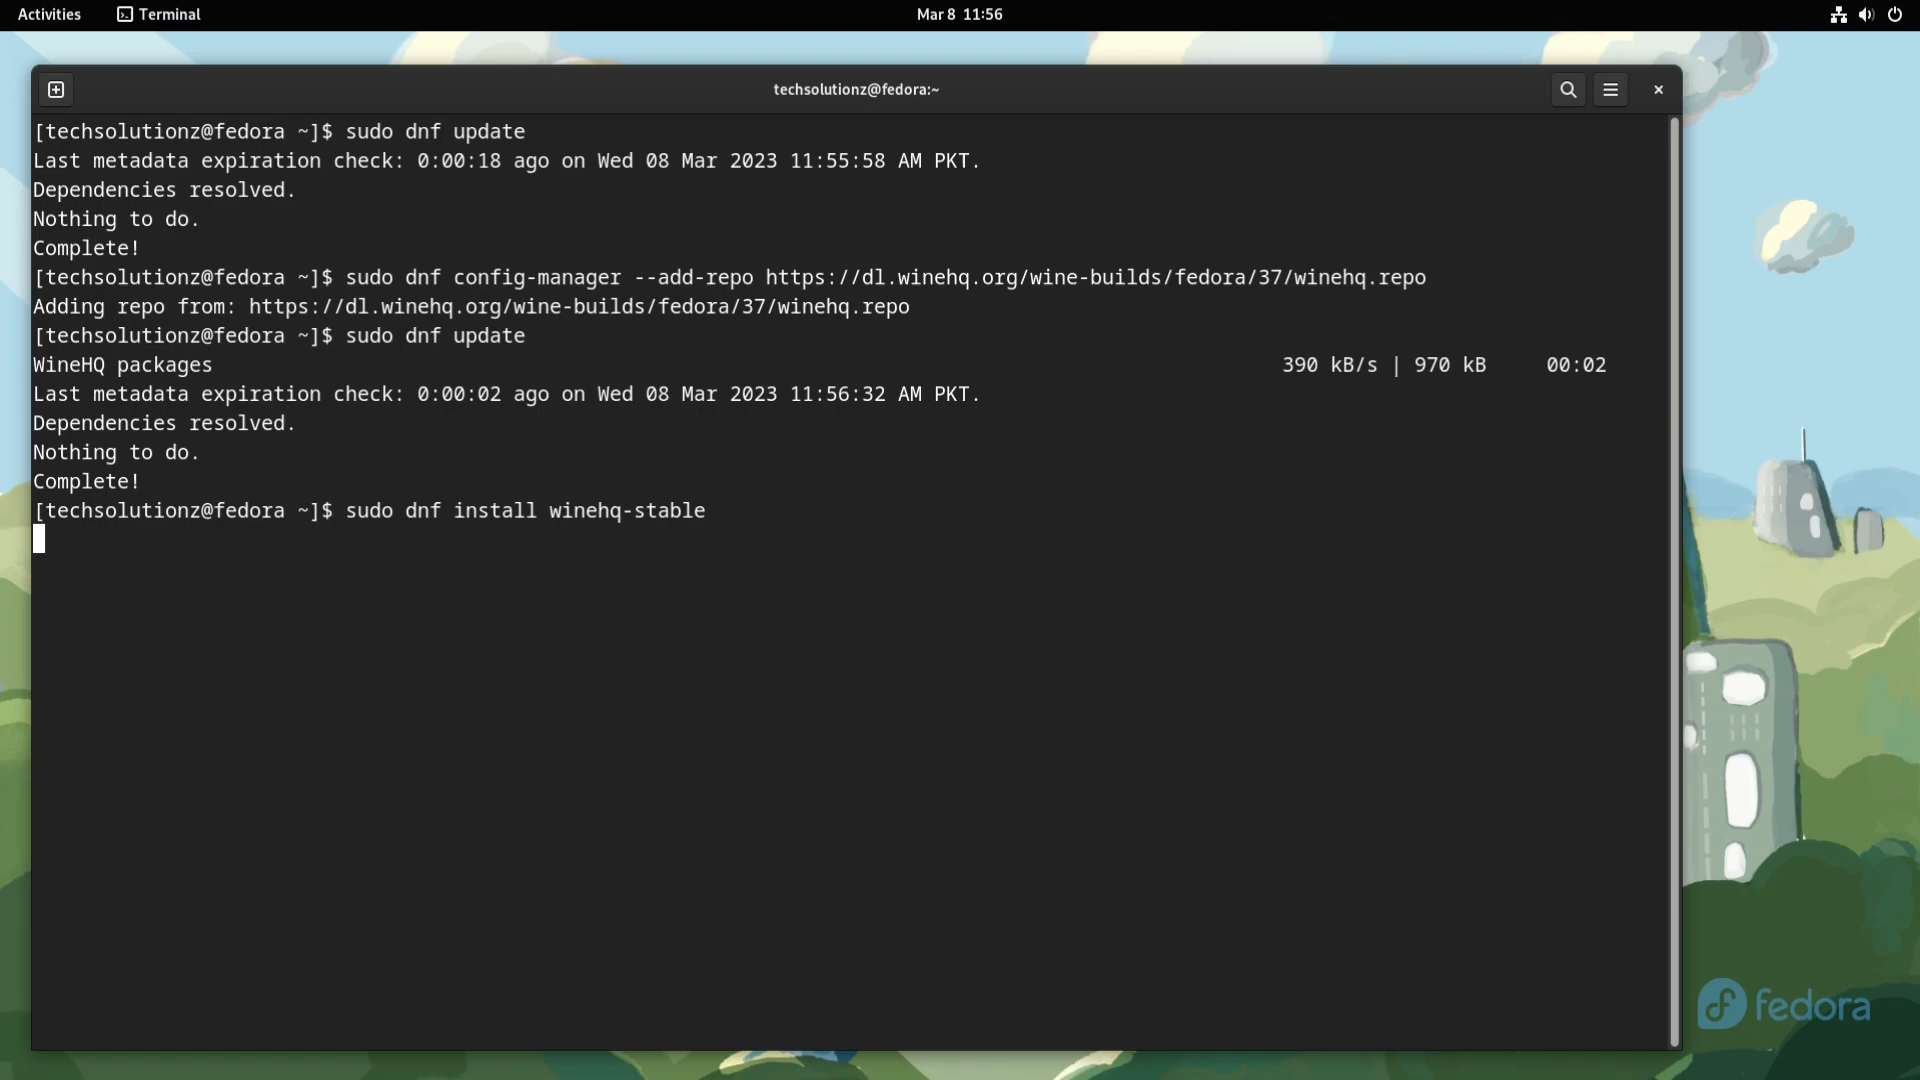 Activities
Terminal
Mar 8 11:56
techsolutionz@fedora:~
[techsolutionz@fedora ~]$ sudo dnf update
Last metadata expiration check: 0:00:18 ago on Wed 08 Mar 2023 11:55:58 AM PKT.
Dependencies resolved.
Nothing to do.
Complete!
[techsolutionz@fedora ~]$ sudo dnf config-manager --add-repo https://dl.winehq.org/wine-builds/fedora/37/winehq.repo
Adding repo from: https://dl.winehq.org/wine-builds/fedora/37/winehq.repo
[techsolutionz@fedora ~]$ sudo dnf update
WineHQ packages 390 kB/s | 970 kB 00:02
Last metadata expiration check: 0:00:02 ago on Wed 08 Mar 2023 11:56:32 AM PKT.
Dependencies resolved.
Nothing to do.
Complete!
[techsolutionz@fedora ~]$ sudo dnf install winehq-stable
fedora